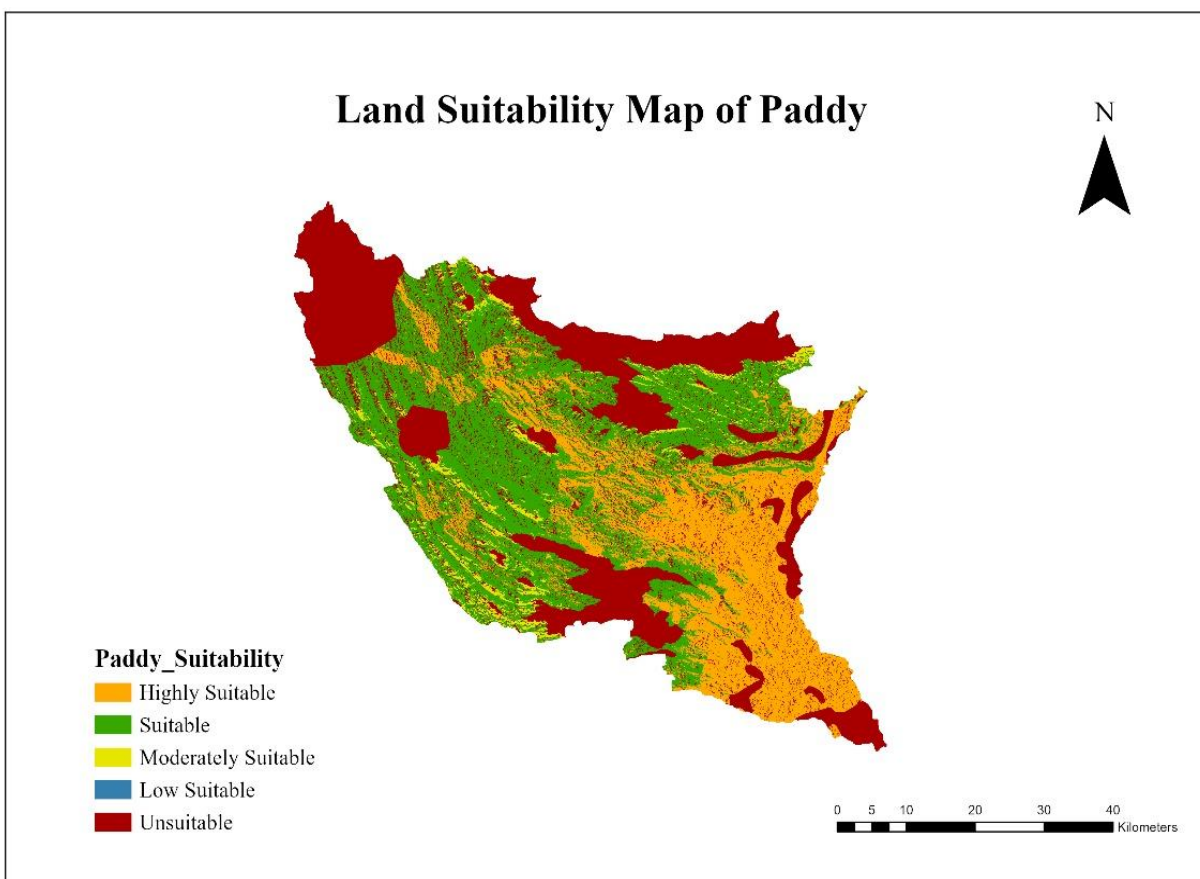 Land Suitability Map of Paddy
N
Paddy_Suitability
Highly Suitable
Suitable
Moderately Suitable
Low Suitable
Unsuitable
0 5 10 20 30 40
Kilometers